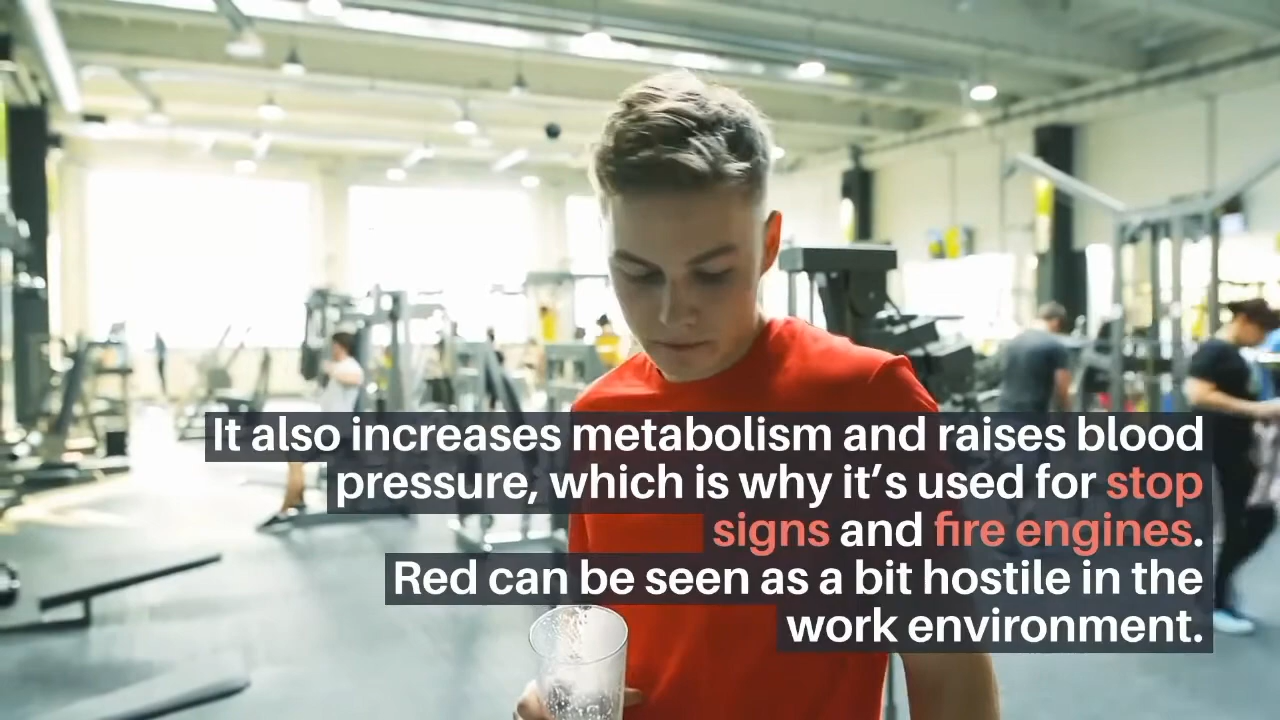 It also increases metabolism and raises blood
pressure, which is why it’s used for stop
signs and fire engines.
Red can be seen as a bit hostile in the
work environment.